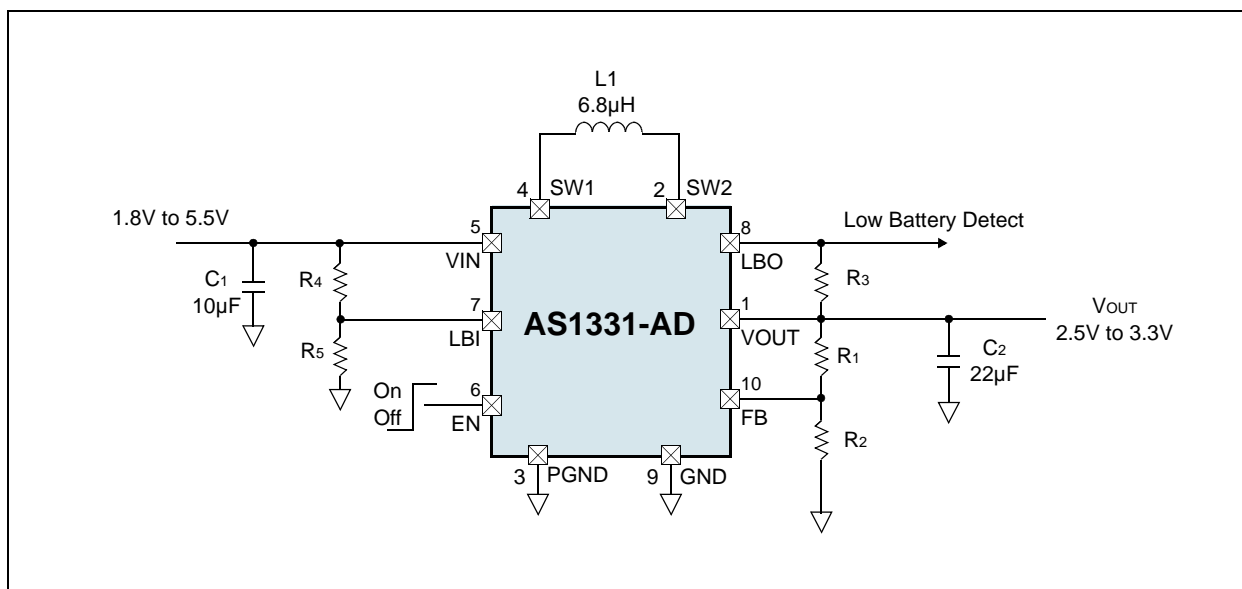 L1
6.8µH
4 SW1
2 SW2
1.8V to 5.5V
5
VIN
8
LBO
Low Battery Detect
C1
10µF
R4
R3
7
LBI
AS1331-AD
1
VOUT
VOUT
2.5V to 3.3V
R5
R1
C2
22µF
On
Off
6
EN
10
FB
R2
3 PGND
9 GND